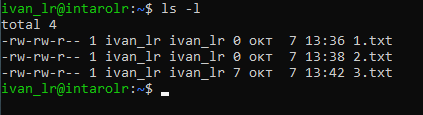 ivan_lr@intarolr:~$ ls -l
total 4
-rw-rw-r-- 1 ivan_lr ivan_lr 0 окт  7 13:36 1.txt
-rw-rw-r-- 1 ivan_lr ivan_lr 0 окт  7 13:38 2.txt
-rw-rw-r-- 1 ivan_lr ivan_lr 7 окт  7 13:42 3.txt
ivan_lr@intarolr:~$